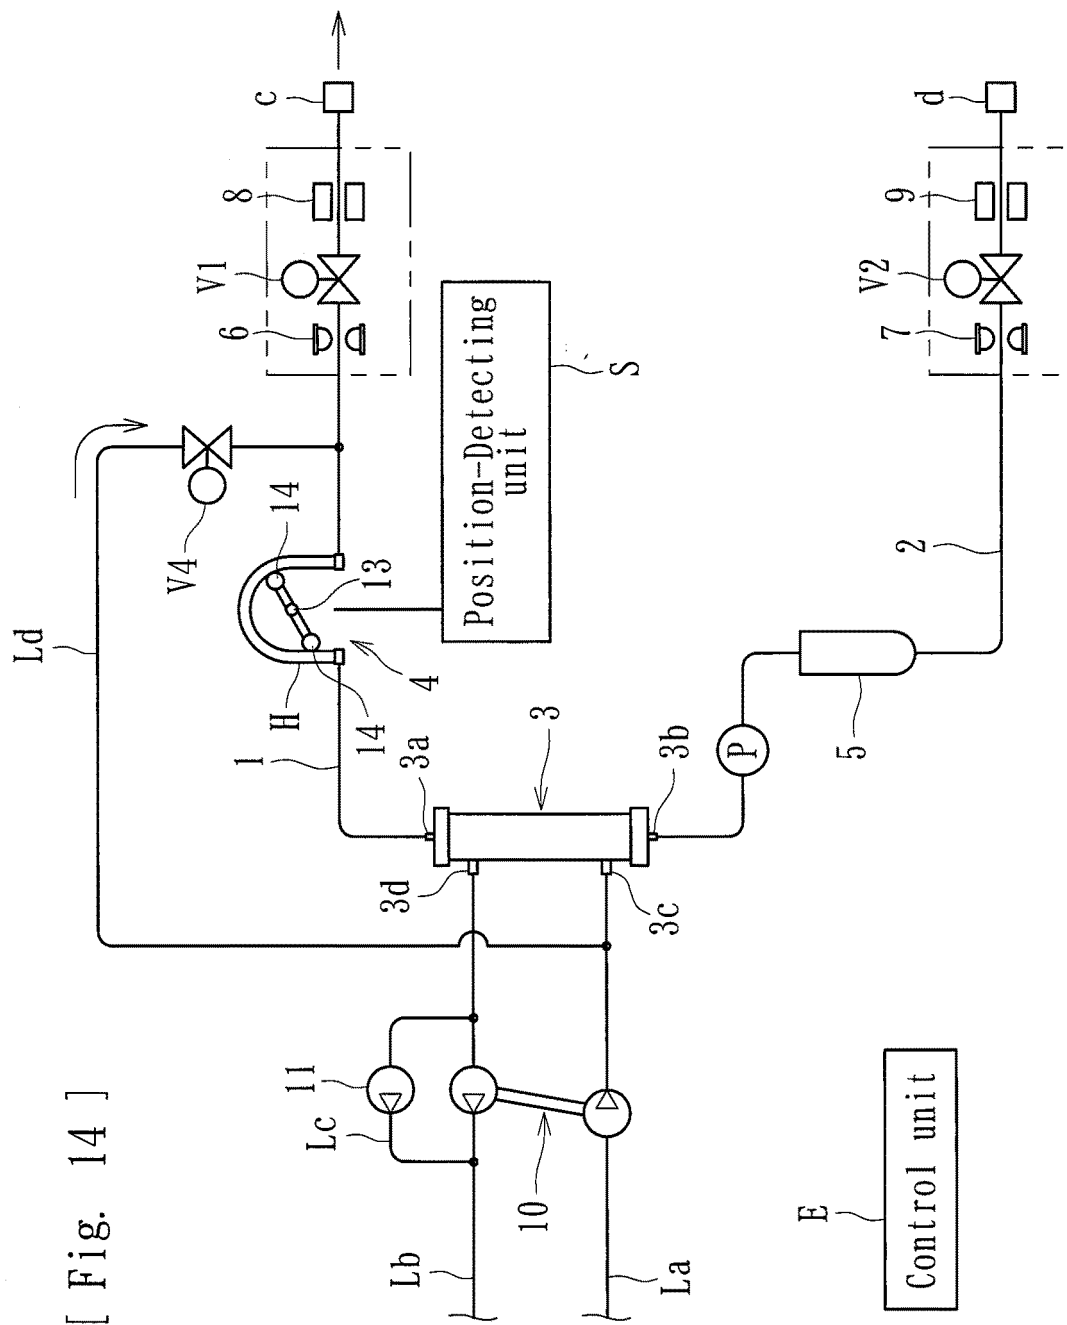 [ Fig. 14 ]
Ld
V4
14
13
14
H
4
1
3a
3
3b
3d
3c
6
V1
8
c
Position-Detecting
unit
S
P
5
2
7
V2
9
d
11
Lc
10
Lb
La
E
Control unit